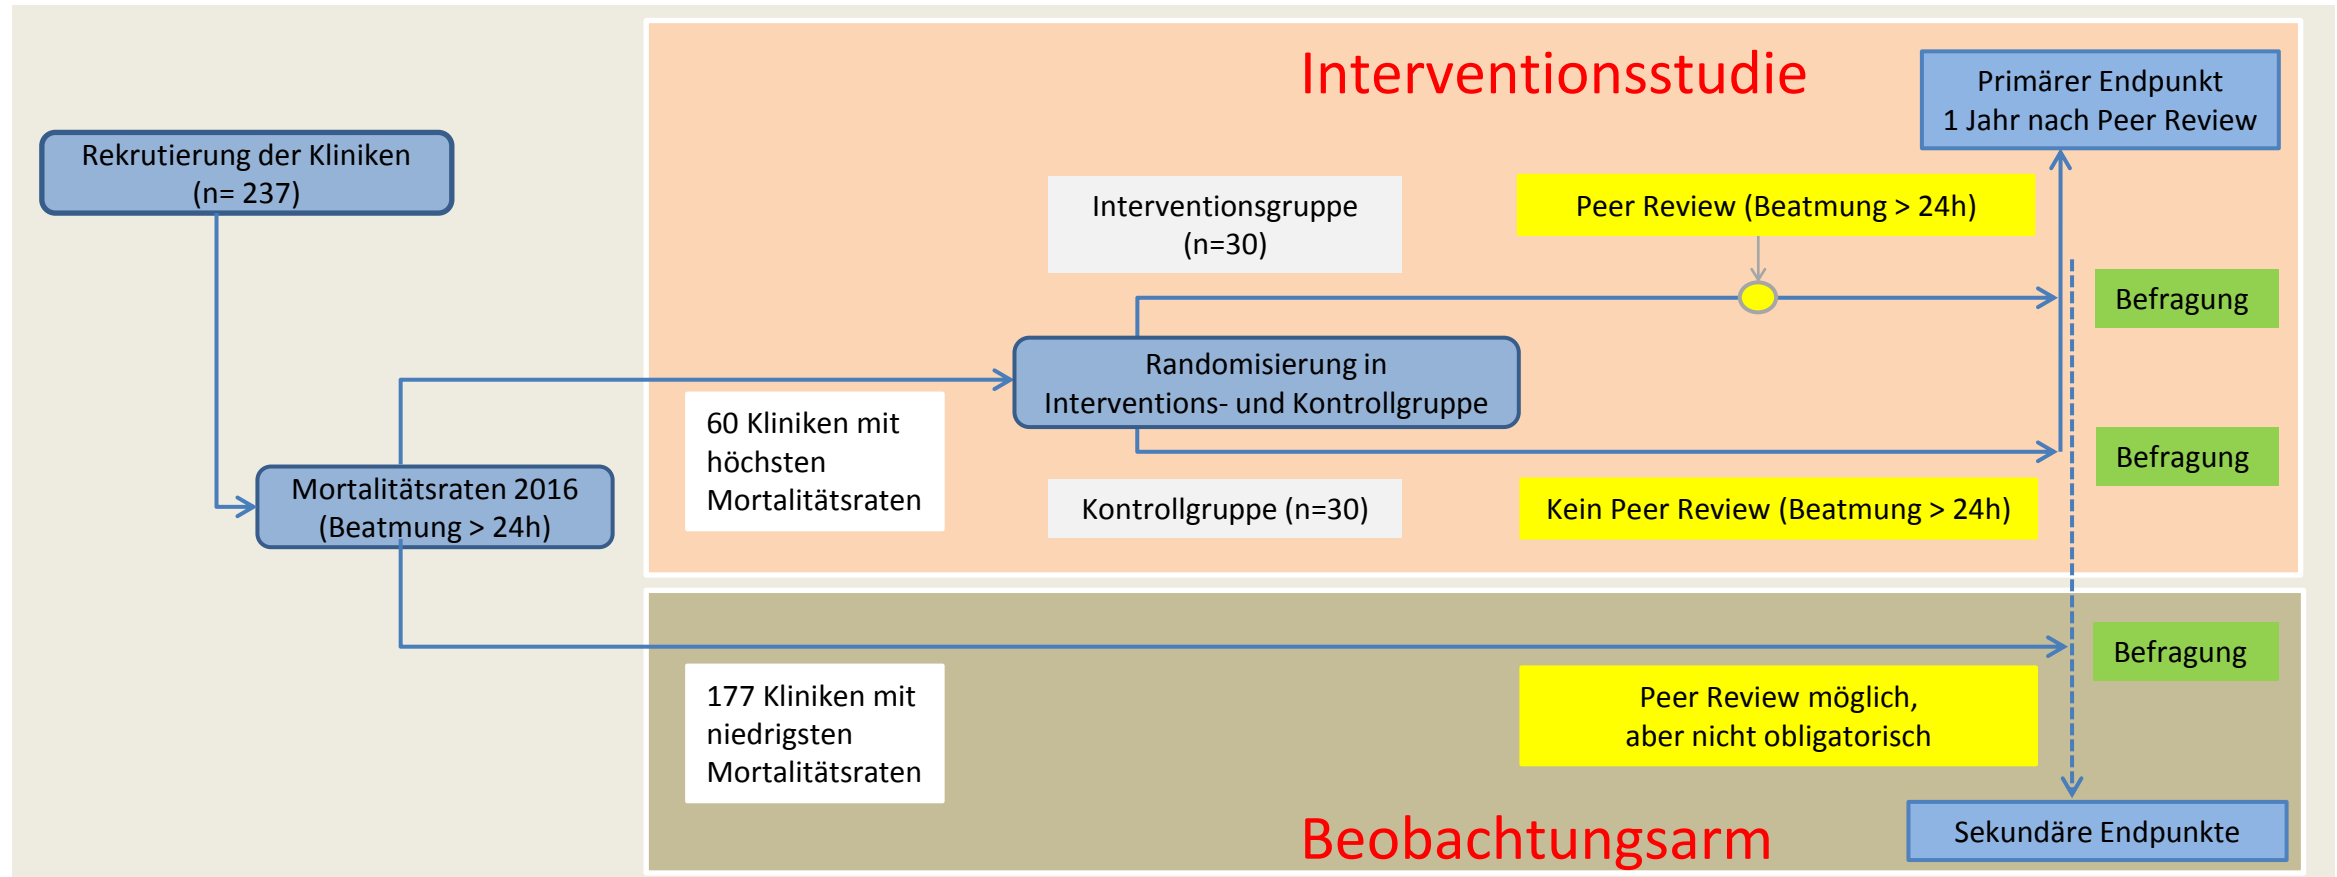 Interventionsstudie
Primärer Endpunkt
1 Jahr nach Peer Review
Rekrutierung der Kliniken
(n= 237)
Interventionsgruppe
(n=30)
Peer Review (Beatmung > 24h)
Befragung
Randomisierung in
Interventions- und Kontrollgruppe
60 Kliniken mit
höchsten
Mortalitätsraten
Befragung
Mortalitätsraten 2016
(Beatmung > 24h)
Kontrollgruppe (n=30)
Kein Peer Review (Beatmung > 24h)
Befragung
177 Kliniken mit
niedrigsten
Mortalitätsraten
Peer Review möglich,
aber nicht obligatorisch
Beobachtungsarm
Sekundäre Endpunkte